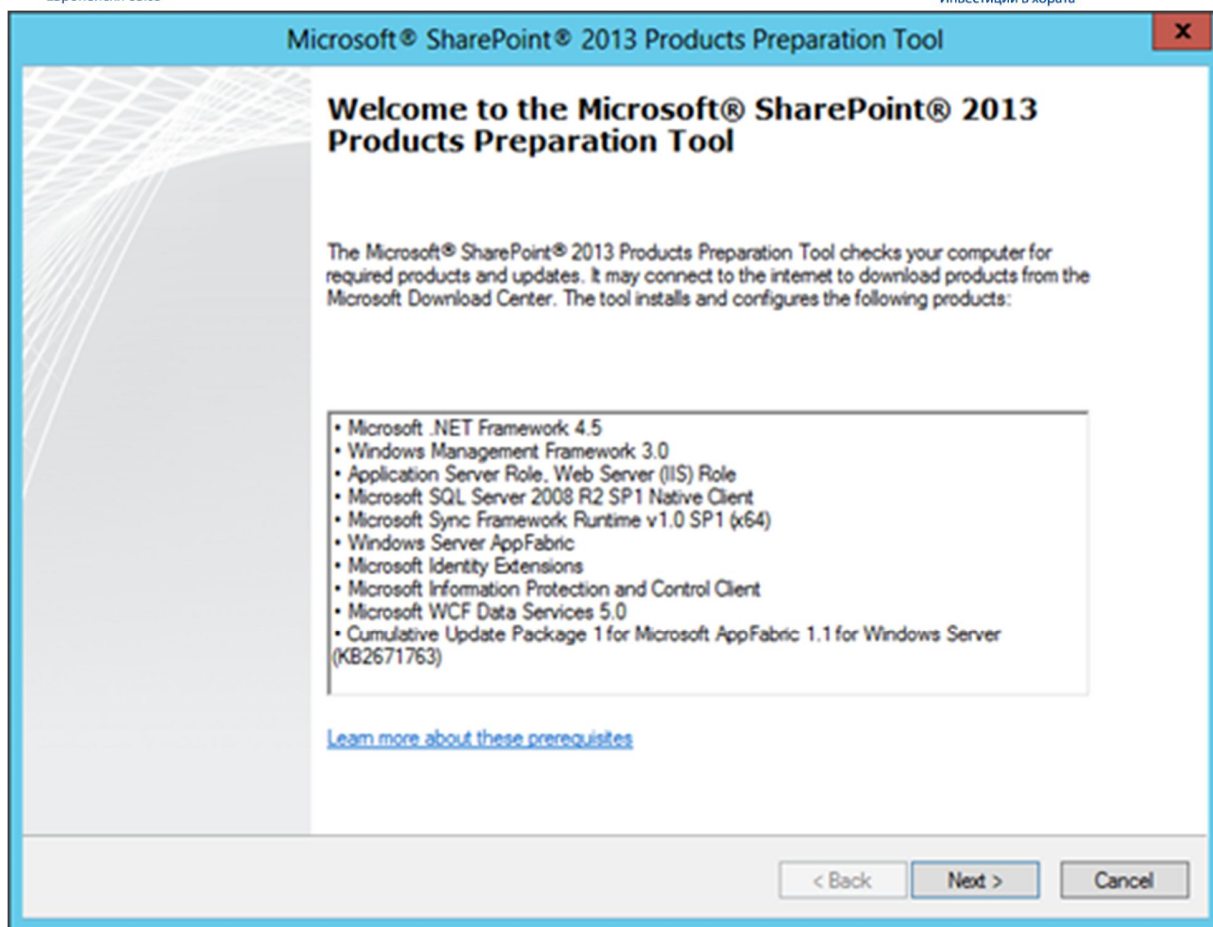 Microsoft® SharePoint® 2013 Products Preparation Tool
x
Welcome to the Microsoft® SharePoint® 2013
Products Preparation Tool
The Microsoft® SharePoint® 2013 Products Preparation Tool checks your computer for
required products and updates. It may connect to the internet to download products from the
Microsoft Download Center. The tool installs and configures the following products:
• Microsoft .NET Framework 4.5
• Windows Management Framework 3.0
• Application Server Role, Web Server (IIS) Role
• Microsoft SQL Server 2008 R2 SP1 Native Client
• Microsoft Sync Framework Runtime v1.0 SP1 (x64)
• Windows Server AppFabric
• Microsoft Identity Extensions
• Microsoft Information Protection and Control Client
• Microsoft WCF Data Services 5.0
• Cumulative Update Package 1 for Microsoft AppFabric 1.1 for Windows Server
(KB2671763)
Learn more about these prerequisites
< Back
Next >
Cancel